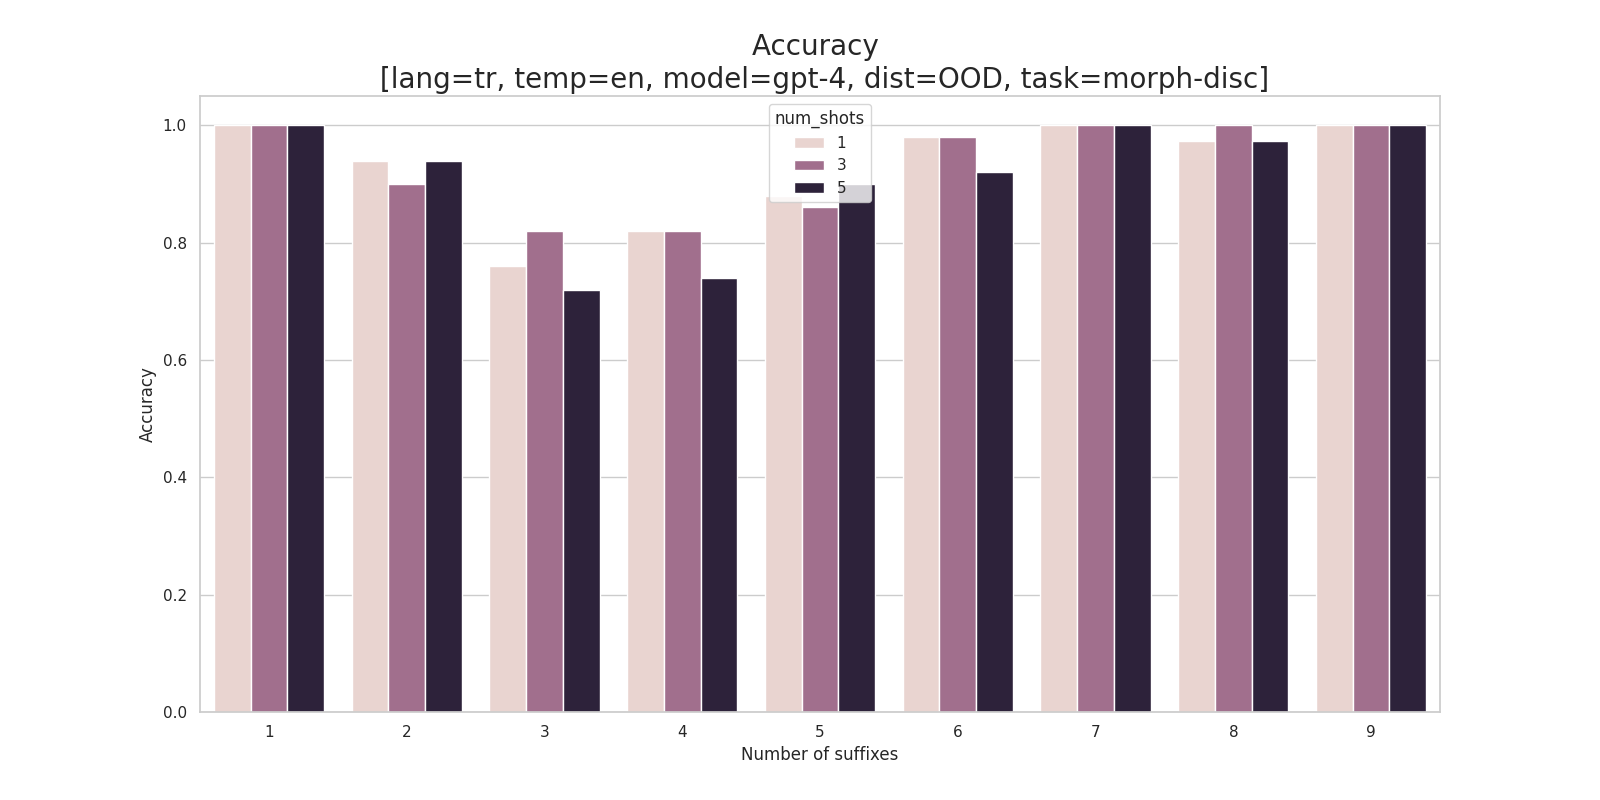 Accuracy
[lang=tr, temp=en, model=gpt-4, dist=OOD, task=morph-disc]
num_shots
1
3
5
1.0
0.8
0.6
0.4
0.2
0.0
Accuracy
1 2 3 4 5 6 7 8 9
Number of suffixes